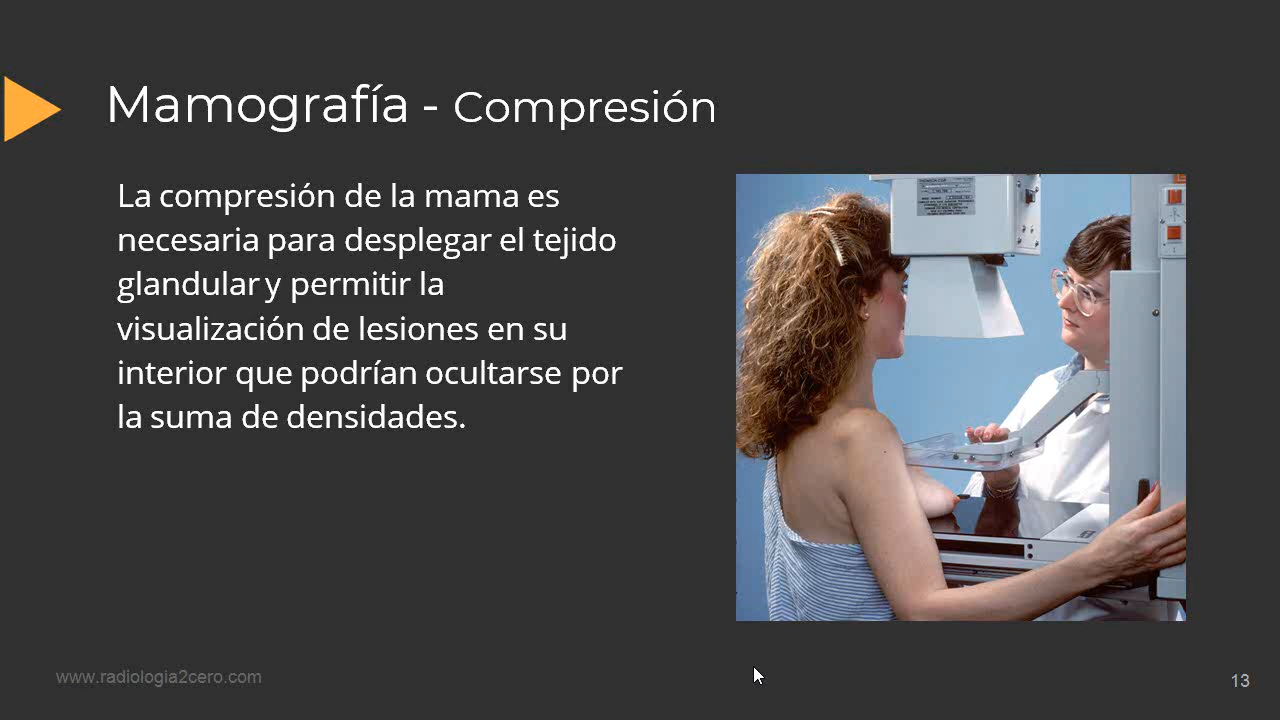 Mamografía - Compresión
La compresión de la mama es
necesaria para desplegar el tejido
glandular y permitir la
visualización de lesiones en su
interior que podrían ocultarse por
la suma de densidades.
www.radiologia2cero.com
13